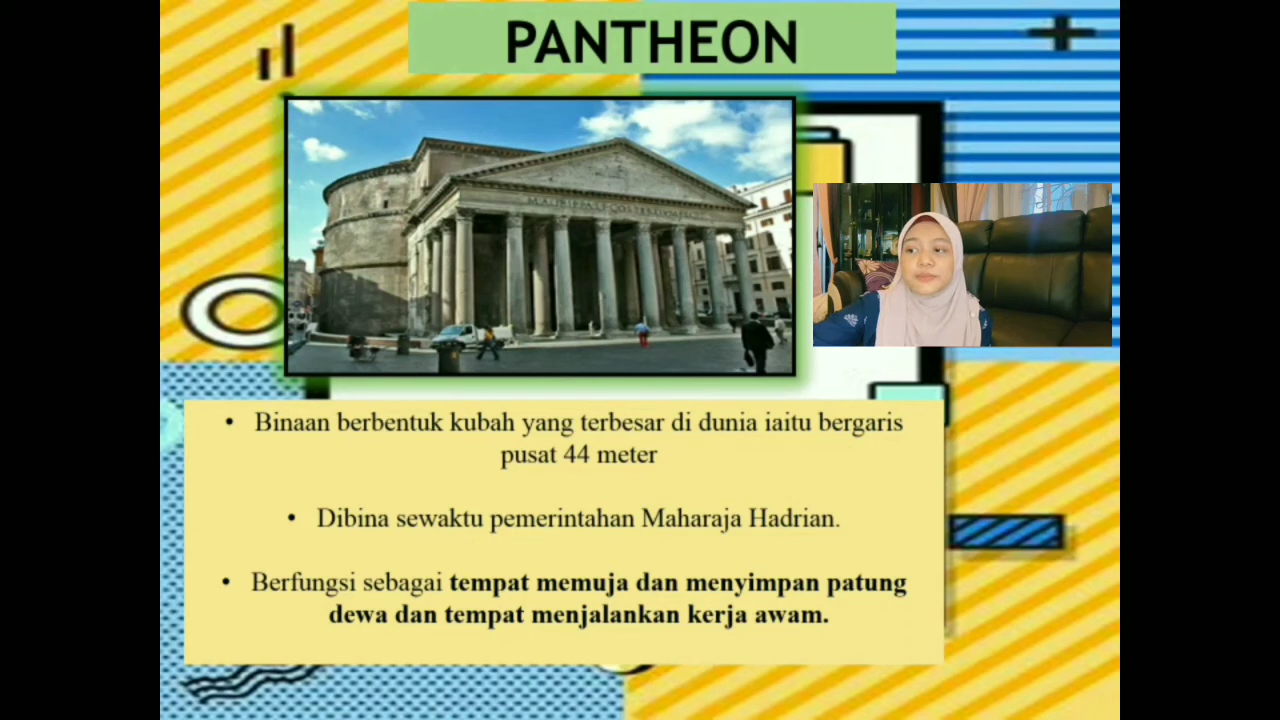 PANTHEON
• Binaan berbentuk kubah yang terbesar di dunia iaitu bergaris
pusat 44 meter
• Dibina sewaktu pemerintahan Maharaja Hadrian.
• Berfungsi sebagai tempat memuja dan menyimpan patung
dewa dan tempat menjalankan kerja awam.